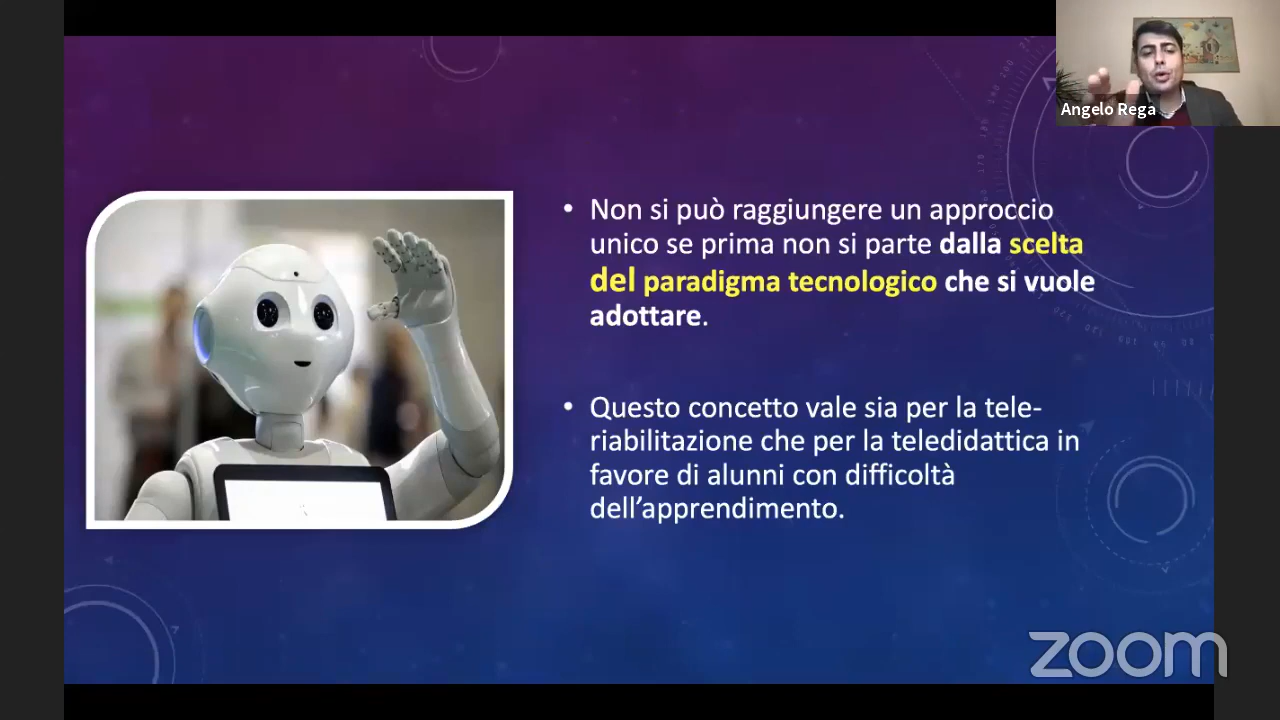 Angelo Rega
• Non si può raggiungere un approccio
unico se prima non si parte dalla scelta
del paradigma tecnologico che si vuole
adottare.
• Questo concetto vale sia per la tele-
riabilitazione che per la teledidattica in
favore di alunni con difficoltà
dell'apprendimento.
zoom